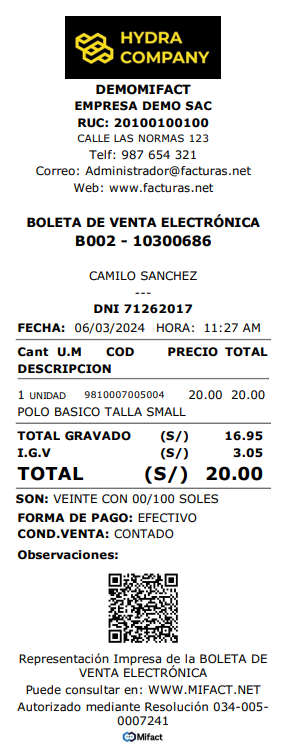 HYDRA
COMPANY
DEMOMIFACT
EMPRESA DEMO SAC
RUC: 20100100100
CALLE LAS NORMAS 123
Telf: 987 654 321
Correo: Administrador@facturas.net
Web: www.facturas.net
BOLETA DE VENTA ELECTRÓNICA
B002 - 10300686
CAMILO SANCHEZ
---
DNI 71262017
FECHA: 06/03/2024 HORA: 11:27 AM
Cant U.M COD PRECIO TOTAL
DESCRIPCION
1 UNIDAD 9810007005004 20.00 20.00
POLO BASICO TALLA SMALL
TOTAL GRAVADO (S/) 16.95
I.G.V (S/) 3.05
TOTAL (S/) 20.00
SON: VEINTE CON 00/100 SOLES
FORMA DE PAGO: EFECTIVO
COND.VENTA: CONTADO
Observaciones:
Representación Impresa de la BOLETA DE
VENTA ELECTRÓNICA
Puede consultar en: WWW.MIFACT.NET
Autorizado mediante Resolución 034-005-
0007241
Mifact